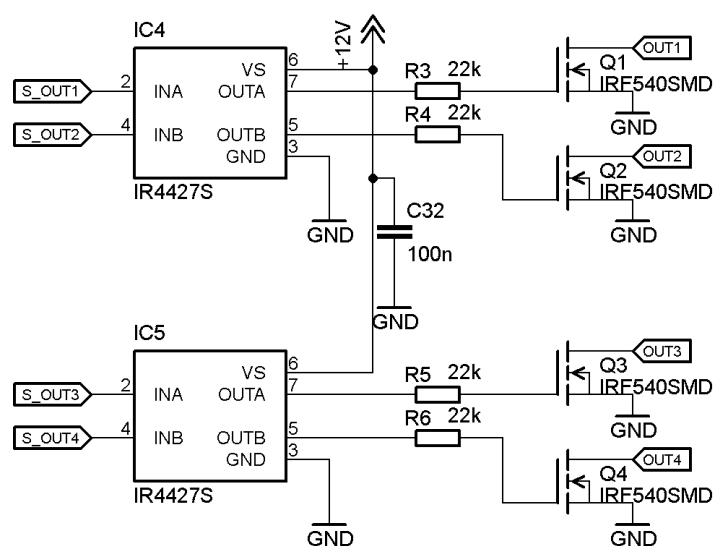 IC4
+12V
VS
6
S_OUT1
2
INA
OUTA
7
R3
22k
Q1
IRF540SMD
OUT1
GND
S_OUT2
4
INB
OUTB
5
R4
22k
GND
3
IR4427S
GND
OUT2
Q2
IRF540SMD
GND
C32
100n
GND
IC5
VS
6
S_OUT3
2
INA
OUTA
7
R5
22k
OUT3
Q3
IRF540SMD
GND
S_OUT4
4
INB
OUTB
5
R6
22k
GND
3
IR4427S
GND
OUT4
Q4
IRF540SMD
GND